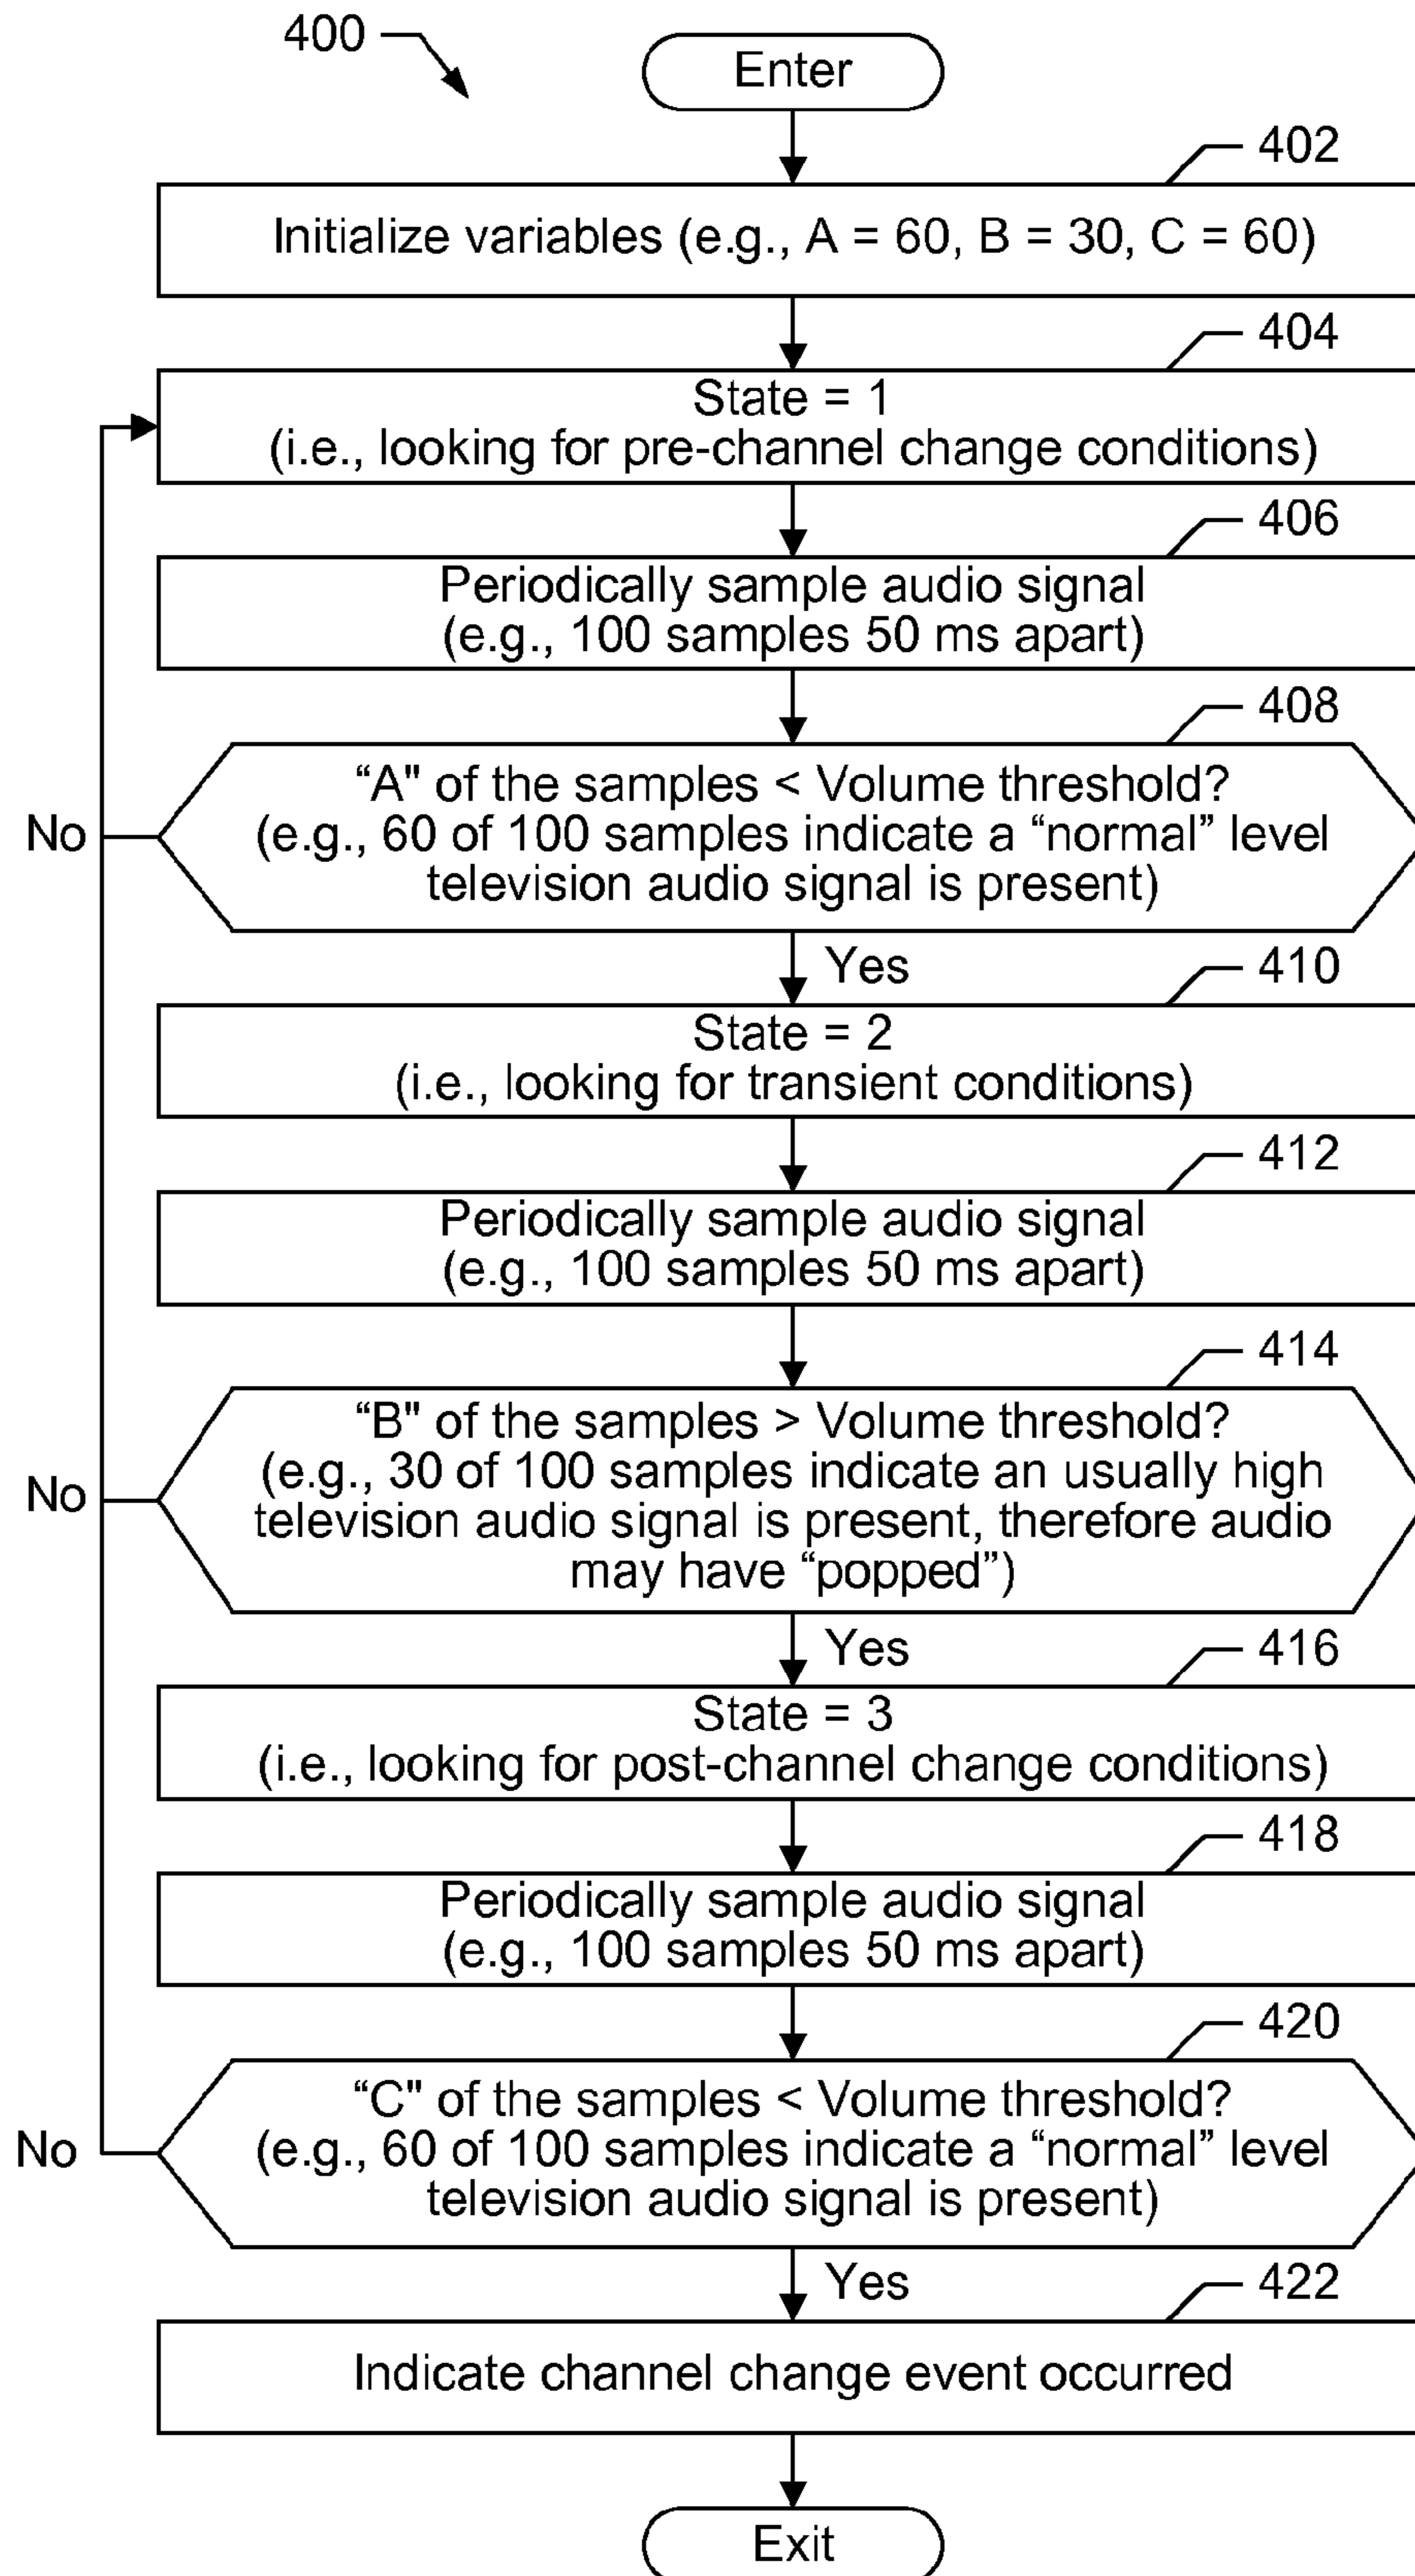 400
Enter
402
Initialize variables (e.g., A = 60, B = 30, C = 60)
404
State = 1
(i.e., looking for pre-channel change conditions)
406
Periodically sample audio signal
(e.g., 100 samples 50 ms apart)
408
“A" of the samples < Volume threshold?
(e.g., 60 of 100 samples indicate a “normal” level
television audio signal is present)
No
Yes
410
State = 2
(i.e., looking for transient conditions)
412
Periodically sample audio signal
(e.g., 100 samples 50 ms apart)
414
“B" of the samples > Volume threshold?
(e.g., 30 of 100 samples indicate an usually high
television audio signal is present, therefore audio
may have “popped”)
No
Yes
416
State = 3
(i.e., looking for post-channel change conditions)
418
Periodically sample audio signal
(e.g., 100 samples 50 ms apart)
420
“C" of the samples < Volume threshold?
(e.g., 60 of 100 samples indicate a “normal” level
television audio signal is present)
No
Yes
422
Indicate channel change event occurred
Exit